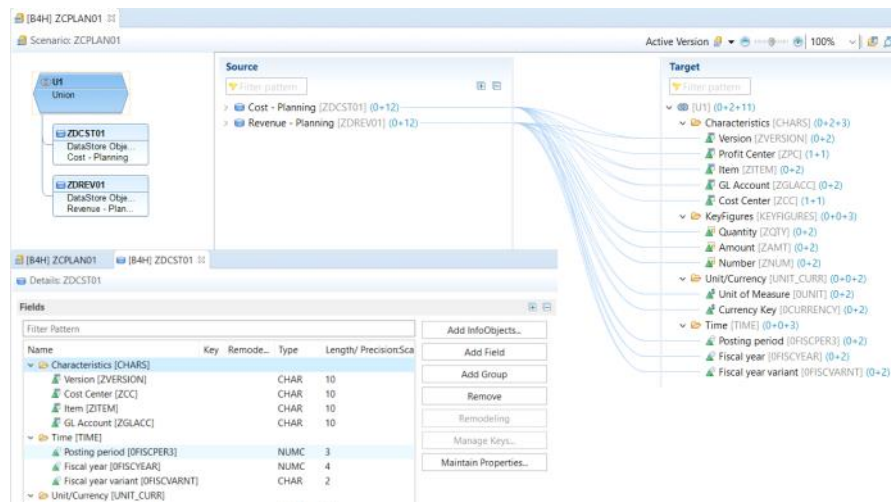 [B4H] ZCPLAN01
Scenario: ZCPLAN01
Active Version
100%
U1
Union
ZDCST01
DataStore Obje...
Cost - Planning
ZDREV01
DataStore Obje...
Revenue - Plan...
Source
Filter pattern
Cost - Planning [ZDCST01] (0+12)
Revenue - Planning [ZDREV01] (0+12)
Target
Filter pattern
[U1] (0+2+11)
Characteristics [CHARS] (0+2+3)
Version [ZVERSION] (0+2)
Profit Center [ZPC] (1+1)
Item [ZITEM] (0+2)
GL Account [ZGLACC] (0+2)
Cost Center [ZCC] (1+1)
KeyFigures [KEYFIGURES] (0+0+3)
Quantity [ZQTY] (0+2)
Amount [ZAMT] (0+2)
Number [ZNUM] (0+2)
Unit/Currency [UNIT_CURR] (0+0+2)
Unit of Measure [0UNIT] (0+2)
Currency Key [0CURRENCY] (0+2)
Time [TIME] (0+0+3)
Posting period [0FISCPER3] (0+2)
Fiscal year [0FISCYEAR] (0+2)
Fiscal year variant [0FISCVARNT] (0+2)
[B4H] ZCPLAN01 [B4H] ZDCST01
Details: ZDCST01
Fields
Filter Pattern
Name Key Remode... Type Length/ Precision Sca
Characteristics [CHARS]
Version [ZVERSION] CHAR 10
Cost Center [ZCC] CHAR 10
Item [ZITEM] CHAR 10
GL Account [ZGLACC] CHAR 10
Time [TIME]
Posting period [0FISCPER3] NUMC 3
Fiscal year [0FISCYEAR] NUMC 4
Fiscal year variant [0FISCVARNT] CHAR 2
Unit/Currency [UNIT_CURR]
Add InfoObjects...
Add Field
Add Group
Remove
Remodeling
Manage Keys...
Maintain Properties...